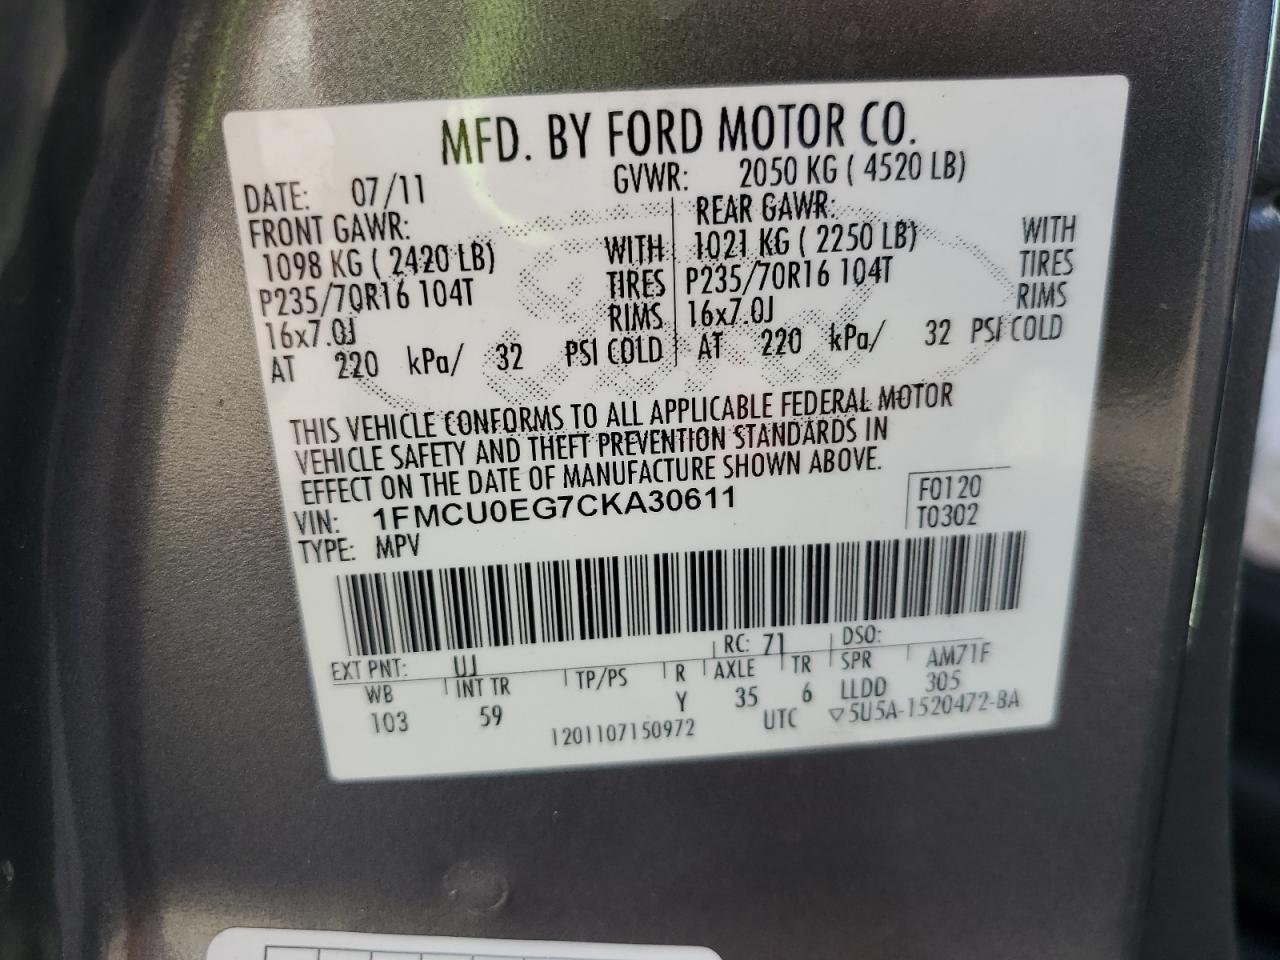 MFD. BY FORD MOTOR CO.
DATE: 07/11 GVWR: 2050 KG ( 4520 LB)
FRONT GAWR: REAR GAWR:
1098 KG ( 2420 LB) WITH 1021 KG ( 2250 LB) WITH
P235/70R16 104T TIRES P235/70R16 104T TIRES
16x7.0J RIMS 16x7.0J RIMS
AT 220 kPa/ 32 PSI COLD AT 220 kPa/ 32 PSI COLD
THIS VEHICLE CONFORMS TO ALL APPLICABLE FEDERAL MOTOR
VEHICLE SAFETY AND THEFT PREVENTION STANDARDS IN
EFFECT ON THE DATE OF MANUFACTURE SHOWN ABOVE.
VIN: 1FMCU0EG7CKA30611 F0120
TYPE: MPV T0302
EXT PNT: UJ RC: 71 DSO:
WB INT TR TP/PS R AXLE TR SPR AM71F
103 59 Y 35 6 LLDD 305
1201107150972 UTC ▽5U5A-1520472-BA